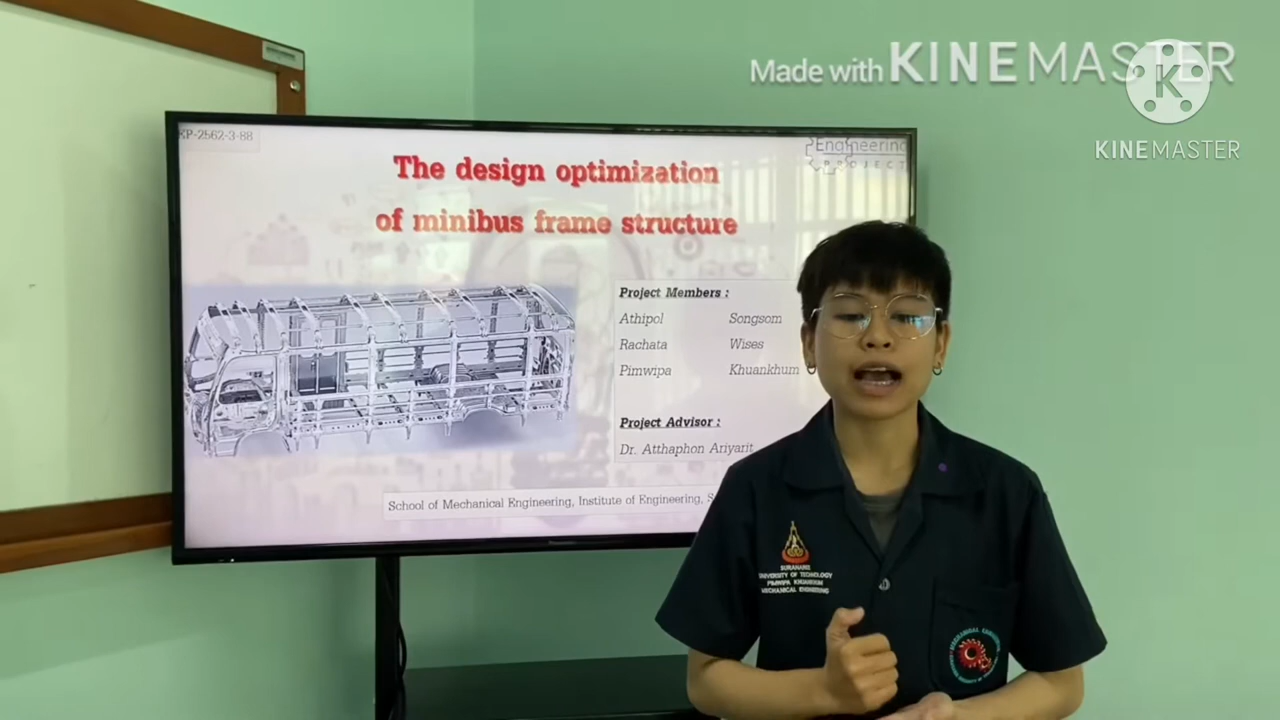 Made with KINEMASTER
KINEMASTER
KP-2562-3-88
Engineering
PROJECT
The design optimization
of minibus frame structure
Project Members :
Athipol Songsom
Rachata Wises
Pimwipa Khuankhum
Project Advisor :
Dr. Atthaphon Ariyarit
School of Mechanical Engineering, Institute of Engineering, S
SURANAREE
UNIVERSITY OF TECHNOLOGY
PIMWIPA KHUANKHUM
MECHANICAL ENGINEERING